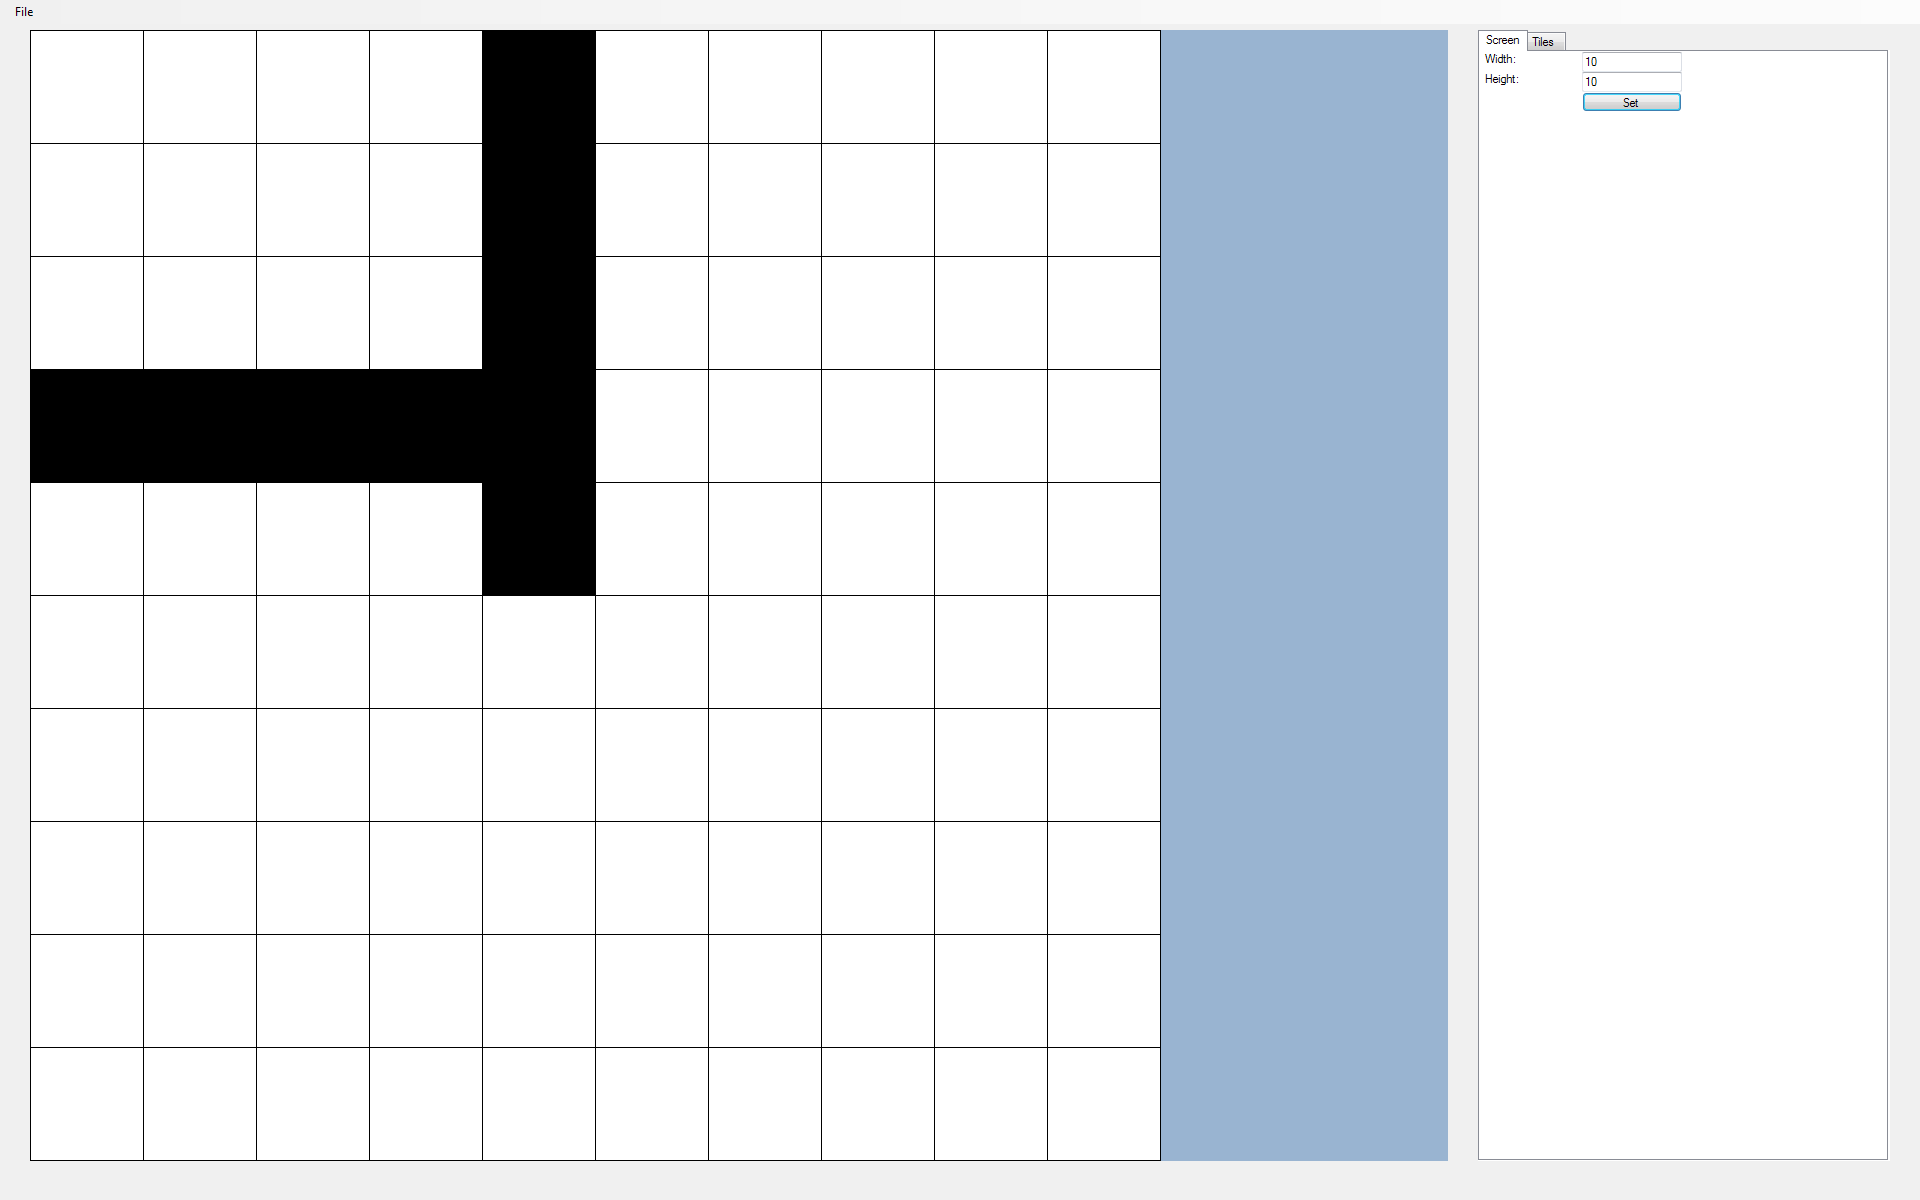 File
Screen Tiles
Width: 10
Height: 10
Set